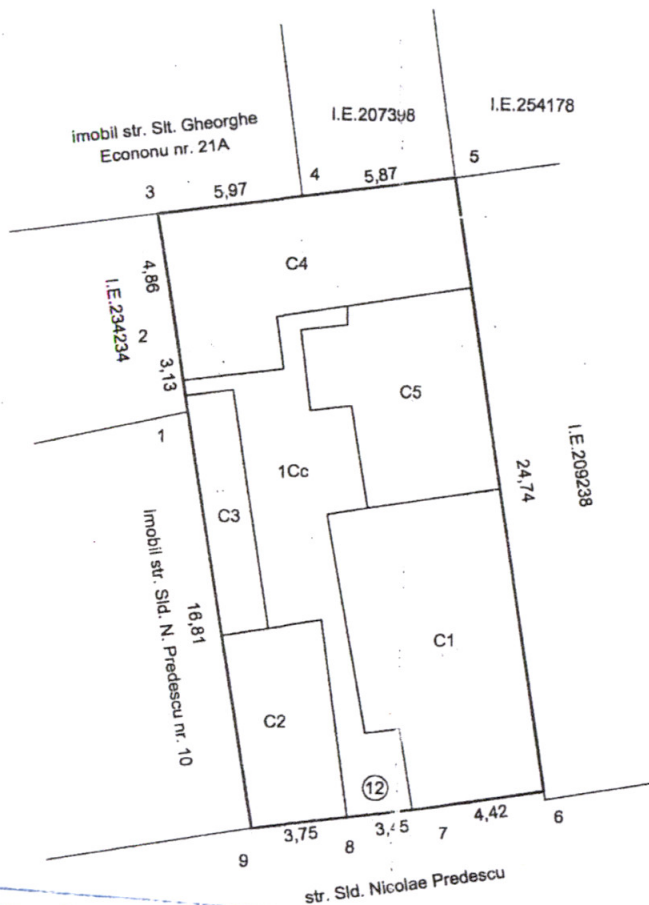 imobil str. Slt. Gheorghe
Econonu nr. 21A
I.E.207398
I.E.254178
3
5,97
4
5,87
5
4,86
C4
I.E.234234
2
3,13
C5
1
1Cc
I.E.209238
24,74
C3
imobil str. Sld. N. Predescu nr. 10
16,81
C1
C2
12
3,75
3,45
4,42
9
8
7
6
str. Sld. Nicolae Predescu